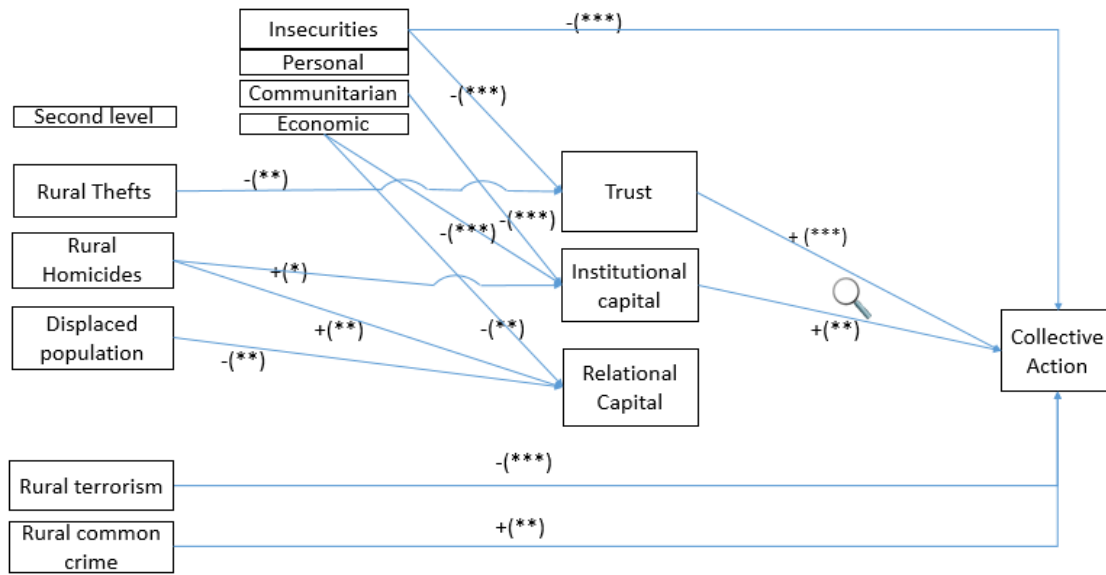 Insecurities
-(***)
Personal
Communitarian
-(***)
Second level
Economic
Rural Thefts
-(**)
Trust
-(***)
-(***)
+ (***)
Rural
Homicides
+(*)
Institutional
capital
Displaced
population
+(**)
-(**)
+(**)
Collective
Action
-(**)
Relational
Capital
-(***)
Rural terrorism
+(**)
Rural common
crime